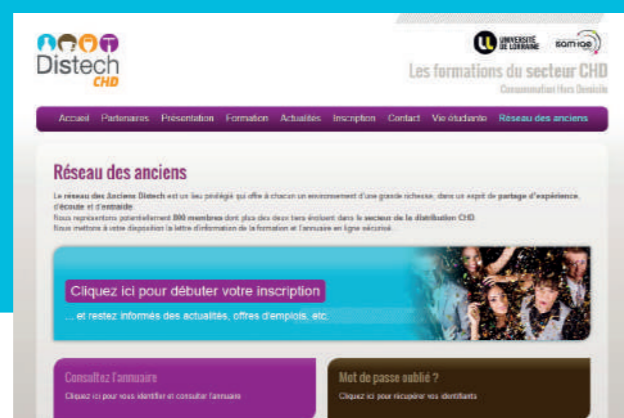 Distech
CHD
UNIVERSITÉ
DE LORRAINE
Les formations du secteur CHD
Consommation Hors Domicile
Accueil Partenaires Présentation Formation Actualités Inscription Contact Vie étudiante Réseau des anciens
Réseau des anciens
Le réseau des Anciens Distech est un lieu privilégié qui offre à chacun un environnement d'une grande richesse, dans un esprit de partage d'expérience,
d'écoute et d'entraide.
Nous représentons potentiellement 800 membres dont plus des deux tiers évoluent dans le secteur de la distribution CHD.
Nous mettons à votre disposition la lettre d'information de la formation et l'annuaire en ligne sécurisé.
Cliquez ici pour débuter votre inscription
... et restez informés des actualités, offres d'emplois, etc.
Consultez l'annuaire
Cliquez ici pour vous identifier et consulter l'annuaire
Mot de passe oublié ?
Cliquez ici pour récupérer vos identifiants